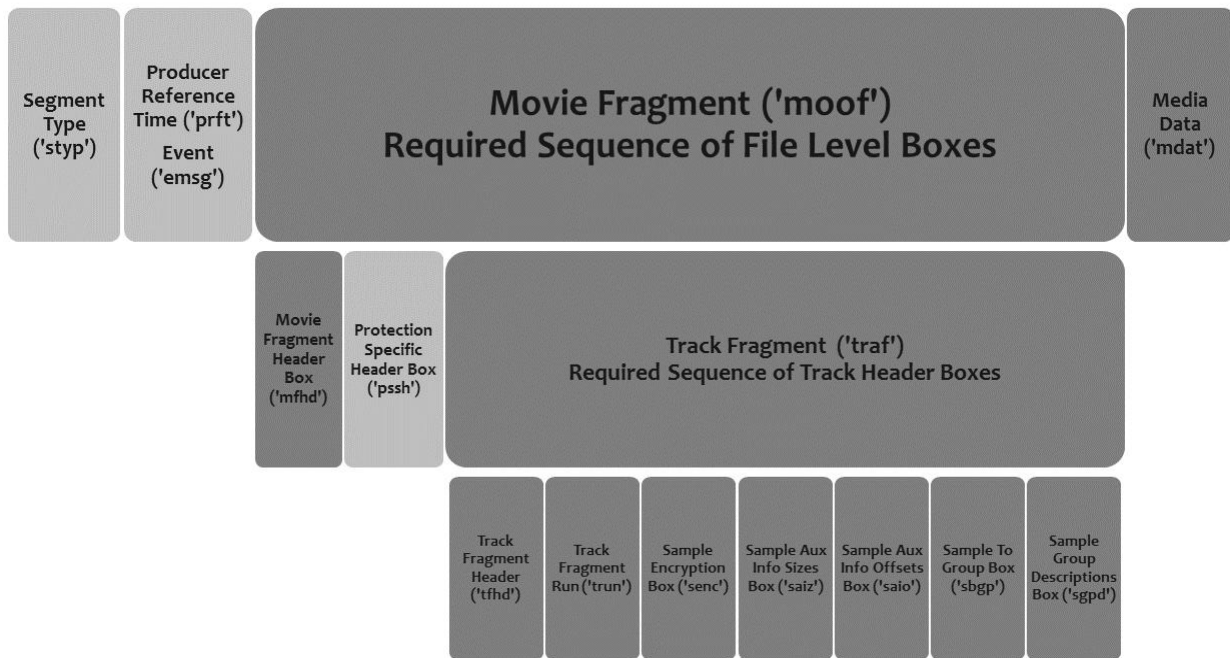 Segment
Type
('styp')
Producer
Reference
Time ('prft')
Event
('emsg')
Movie Fragment ('moof')
Required Sequence of File Level Boxes
Media
Data
('mdat')
Movie
Fragment
Header
Box
('mfhd')
Protection
Specific
Header Box
('pssh')
Track Fragment ('traf')
Required Sequence of Track Header Boxes
Track
Fragment
Header
('tfhd')
Track
Fragment
Run ('trun')
Sample
Encryption
Box ('senc')
Sample Aux
Info Sizes
Box ('saiz')
Sample Aux
Info Offsets
Box ('saio')
Sample To
Group Box
('sbgp')
Sample
Group
Descriptions
Box ('sgpd')